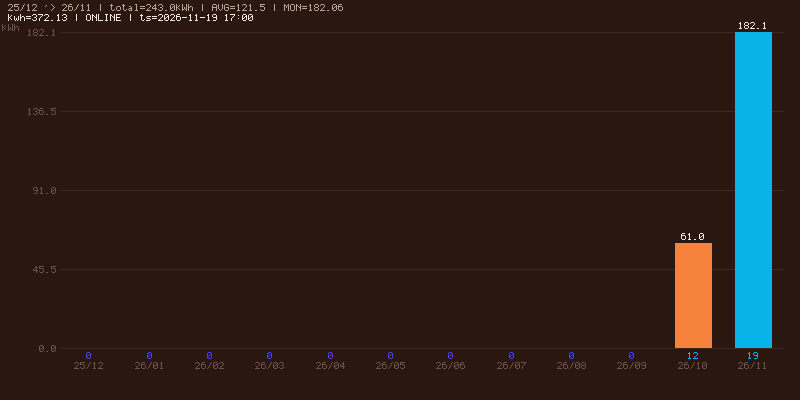 25/12 -> 26/11 | total=243.0KWh | AVG=121.5 | MON=182.06
Kwh=372.13 | ONLINE | ts=2026-11-19 17:00
KWh
182.1
182.1
136.5
91.0
61.0
45.5
0.0
0 0 0 0 0 0 0 0 0 0 12 19
25/12 26/01 26/02 26/03 26/04 26/05 26/06 26/07 26/08 26/09 26/10 26/11